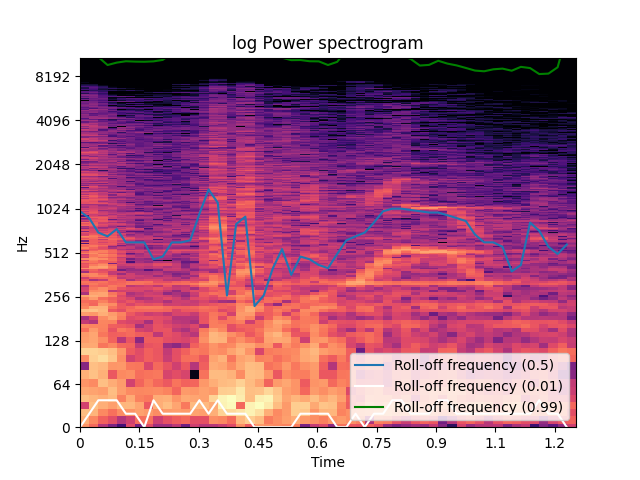 log Power spectrogram
Hz
8192
4096
2048
1024
512
256
128
64
0
Roll-off frequency (0.5)
Roll-off frequency (0.01)
Roll-off frequency (0.99)
0 0.15 0.3 0.45 0.6 0.75 0.9 1.1 1.2
Time